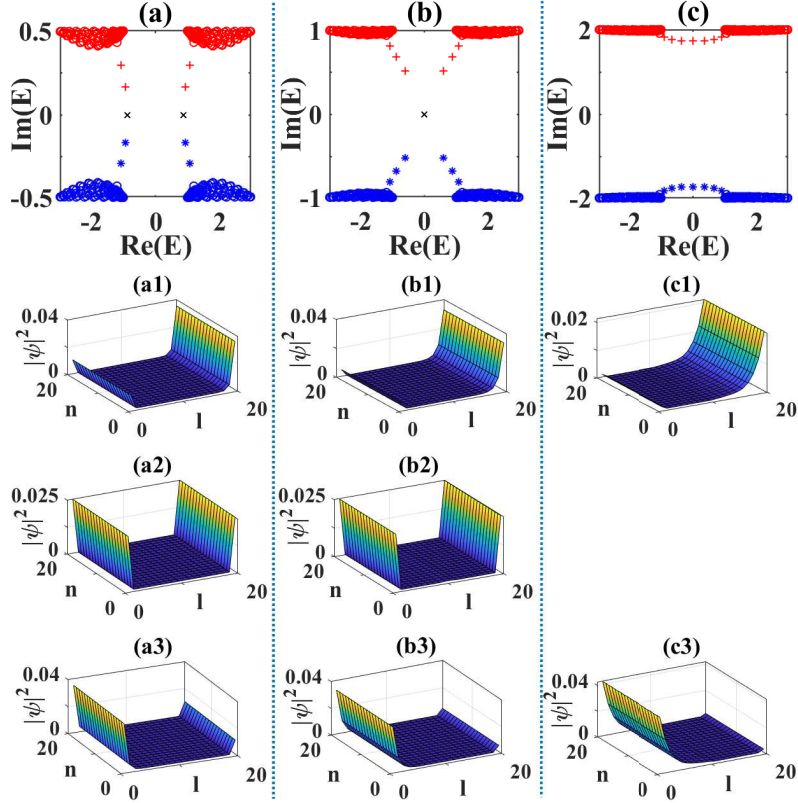 (a) (b) (c)
0.5 1 2
Im(E) Im(E) Im(E)
0 0 0
-0.5 -1 -2
-2 0 2 -2 0 2 -2 0 2
Re(E) Re(E) Re(E)
(a1) (b1) (c1)
0.04 0.04 0.02
|ψ|² |ψ|² |ψ|²
0 0 0
20 20 20
n n n
0 0 0
0 l 20 0 l 20 0 l 20
(a2) (b2)
0.025 0.025
|ψ|² |ψ|²
0 0
20 20
n n
0 0
0 l 20 0 l 20
(a3) (b3) (c3)
0.04 0.04 0.04
|ψ|² |ψ|² |ψ|²
0 0 0
20 20 20
n n n
0 0 0
0 l 20 0 l 20 0 l 20